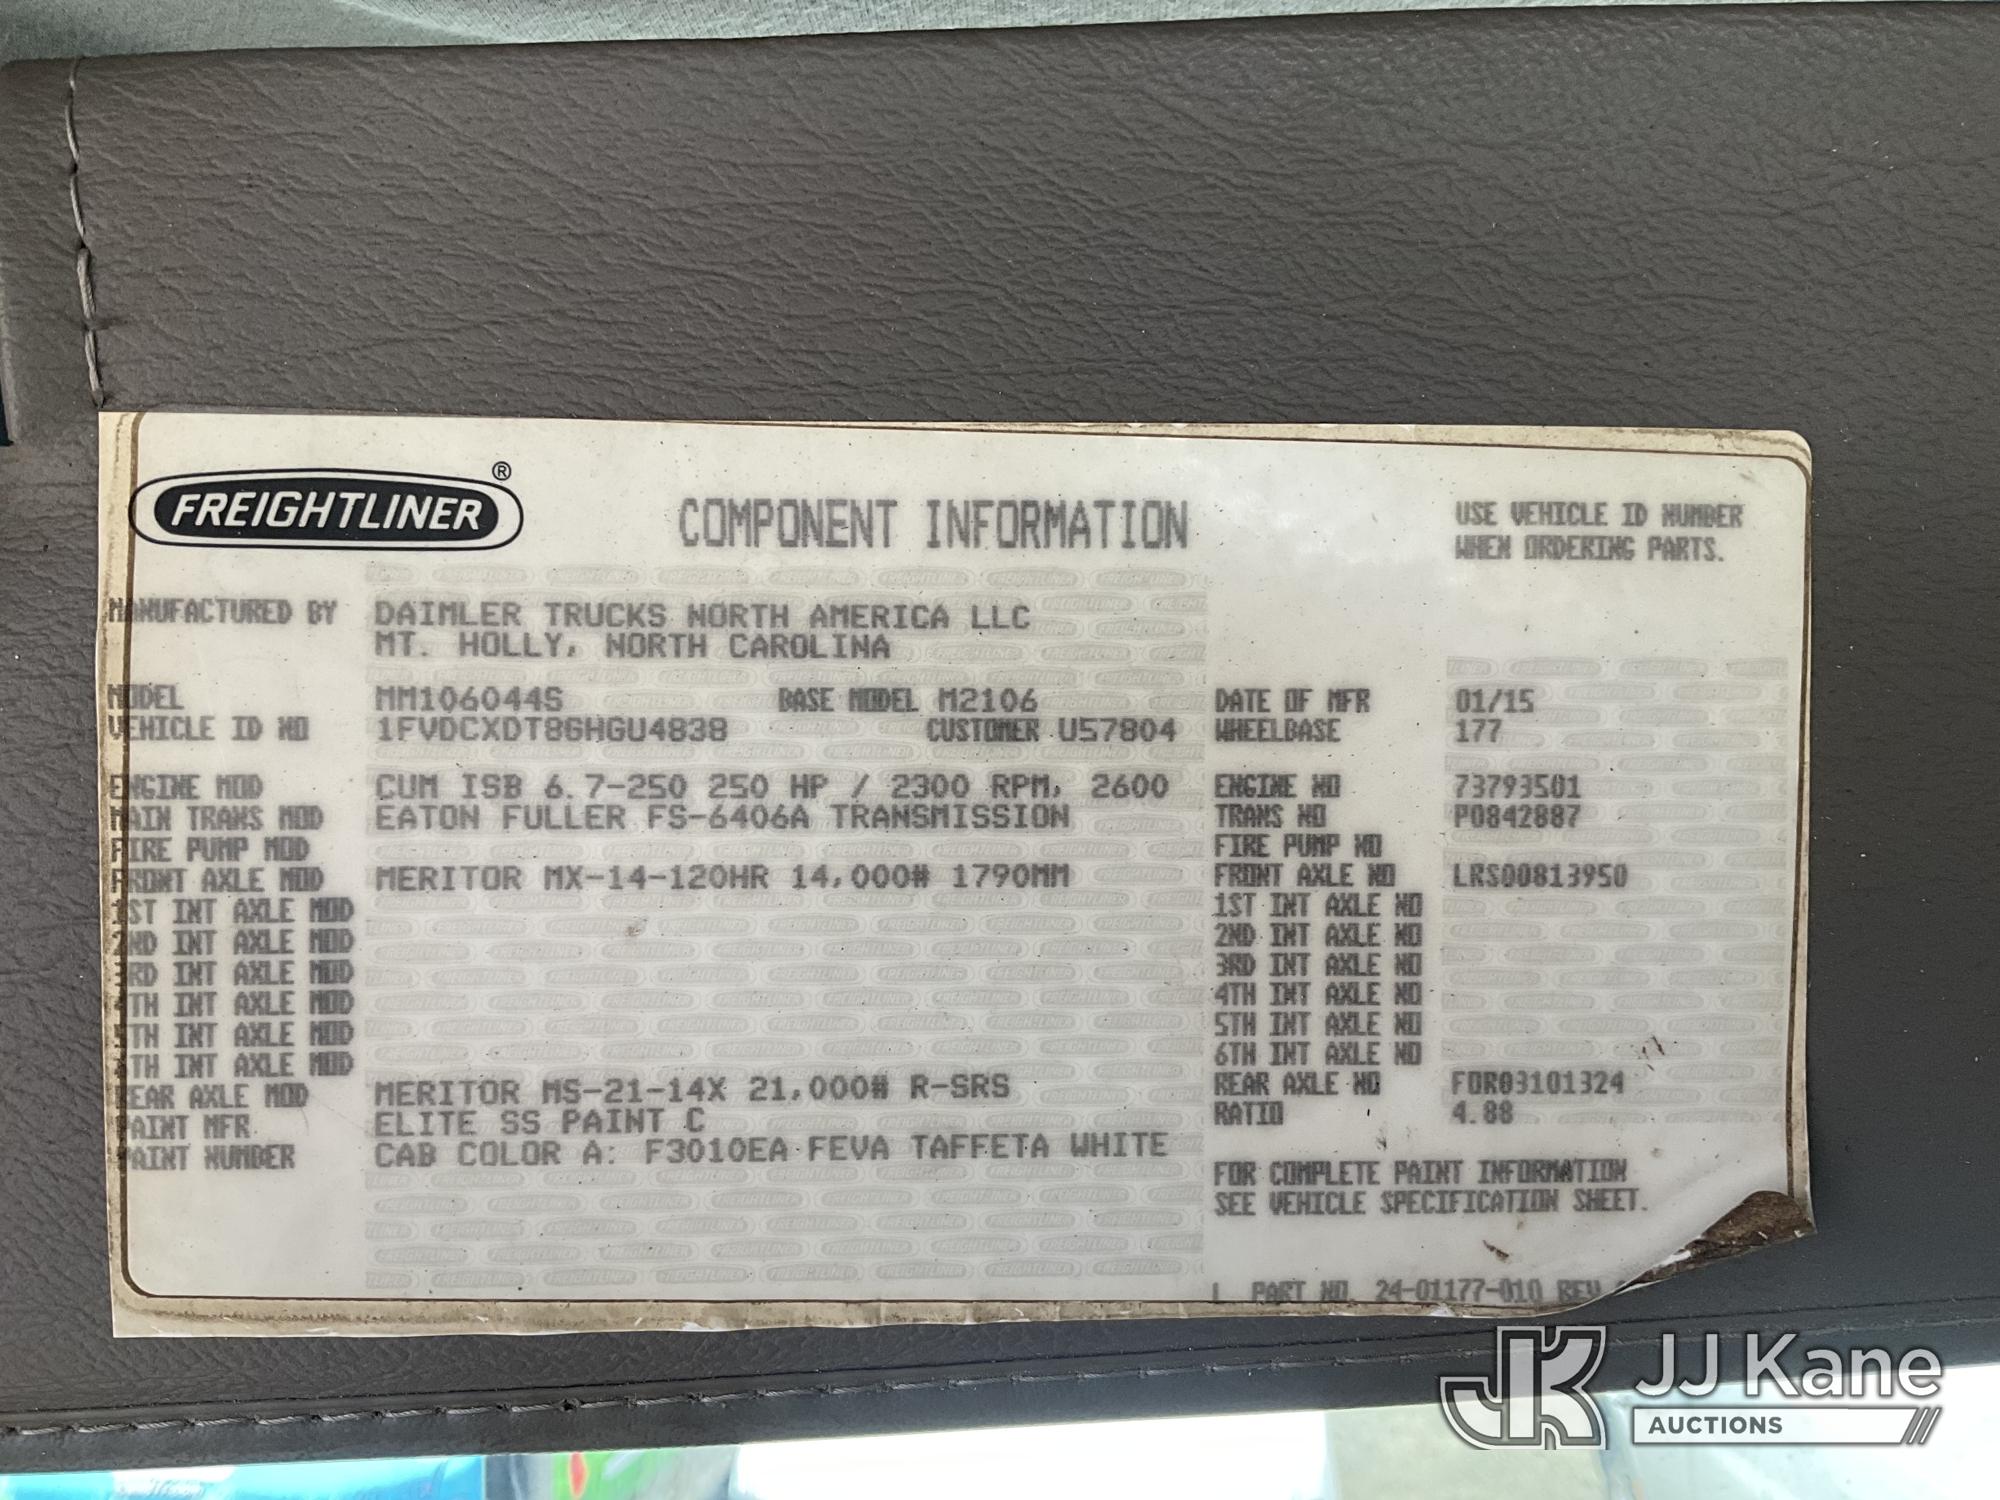 FREIGHTLINER ®
COMPONENT INFORMATION
USE VEHICLE ID NUMBER
WHEN ORDERING PARTS.
MANUFACTURED BY DAIMLER TRUCKS NORTH AMERICA LLC
MT. HOLLY, NORTH CAROLINA
MODEL MM106044S BASE MODEL M2106 DATE OF MFR 01/15
VEHICLE ID NO 1FVDCXDT86HGU4838 CUSTOMER U57804 WHEELBASE 177
ENGINE MOD CUM ISB 6.7-250 250 HP / 2300 RPM, 2600 ENGINE NO 73793501
MAIN TRANS MOD EATON FULLER FS-6406A TRANSMISSION TRANS NO P0842887
FIRE PUMP MOD FIRE PUMP NO
FRONT AXLE MOD MERITOR MX-14-120HR 14,000# 1790MM FRONT AXLE NO LRS00813950
1ST INT AXLE MOD 1ST INT AXLE NO
2ND INT AXLE MOD 2ND INT AXLE NO
3RD INT AXLE MOD 3RD INT AXLE NO
4TH INT AXLE MOD 4TH INT AXLE NO
5TH INT AXLE MOD 5TH INT AXLE NO
6TH INT AXLE MOD 6TH INT AXLE NO
REAR AXLE MOD MERITOR MS-21-14X 21,000# R-SRS REAR AXLE NO FOR03101324
PAINT MFR ELITE SS PAINT C RATIO 4.88
PAINT NUMBER CAB COLOR A: F3010EA FEVA TAFFETA WHITE
FOR COMPLETE PAINT INFORMATION
SEE VEHICLE SPECIFICATION SHEET.
PART NO. 24-01177-010 REV
JJ Kane
AUCTIONS